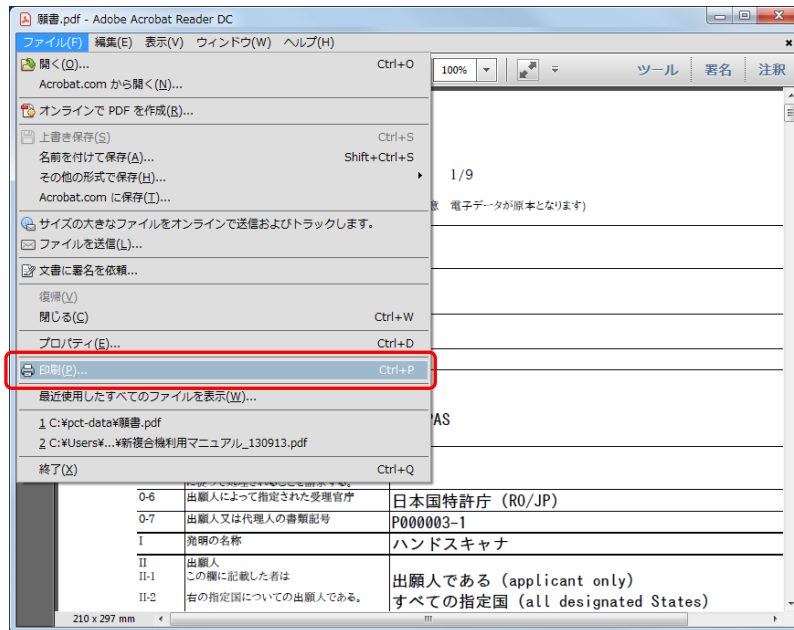 願書.pdf - Adobe Acrobat Reader DC
ファイル(F) 編集(E) 表示(V) ウィンドウ(W) ヘルプ(H)
100% ツール 署名 注釈
開く(O)... Ctrl+O
Acrobat.com から開く(N)...
オンラインで PDF を作成(R)...
上書き保存(S) Ctrl+S
名前を付けて保存(A)... Shift+Ctrl+S
その他の形式で保存(H)...
Acrobat.com に保存(T)...
サイズの大きなファイルをオンラインで送信およびトラックします。
ファイルを送信(L)...
文書に署名を依頼...
復帰(V)
閉じる(C) Ctrl+W
プロパティ(E)... Ctrl+D
印刷(P)... Ctrl+P
最近使用したすべてのファイルを表示(W)...
1 C:¥pct-data¥願書.pdf
2 C:¥Users¥...¥新複合機利用マニュアル_130913.pdf
終了(X) Ctrl+Q
1/9
電子データが原本となります)
PAS
0-6 出願人によって指定された受理官庁 日本国特許庁 (RO/JP)
0-7 出願人又は代理人の書類記号 P000003-1
I 発明の名称 ハンドスキャナ
II 出願人
II-1 この欄に記載した者は 出願人である (applicant only)
II-2 右の指定国についての出願人である。 すべての指定国 (all designated States)
210 x 297 mm